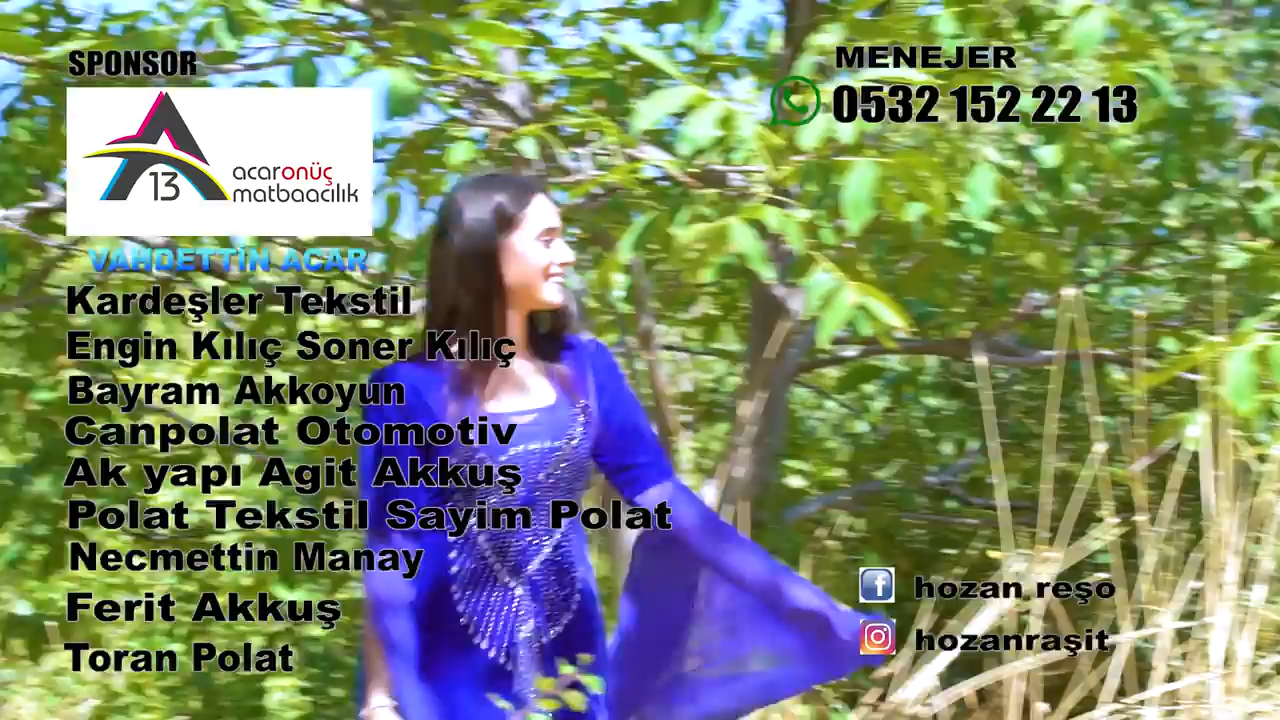 SPONSOR
13
acaronüç
matbaacılık
VAHDETTİN ACAR
Kardeşler Tekstil
Engin Kılıç Soner Kılıç
Bayram Akkoyun
Canpolat Otomotiv
Ak yapı Agit Akkuş
Polat Tekstil Sayim Polat
Necmettin Manay
Ferit Akkuş
Toran Polat
MENEJER
0532 152 22 13
hozan reşo
hozanraşit